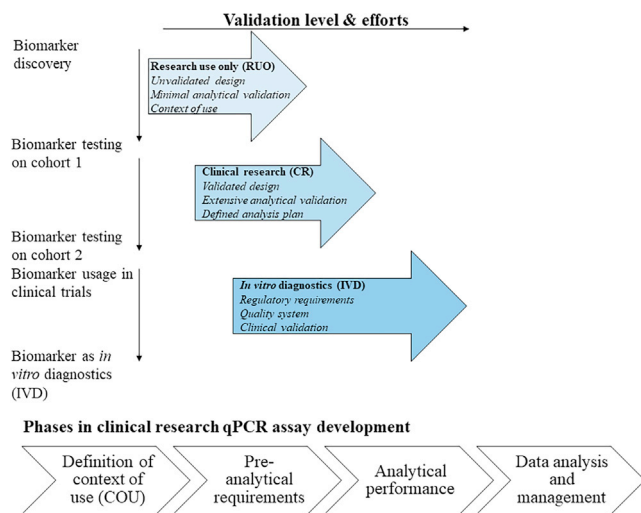 Validation level & efforts
Biomarker
discovery
Research use only (RUO)
Unvalidated design
Minimal analytical validation
Context of use
Biomarker testing
on cohort 1
Clinical research (CR)
Validated design
Extensive analytical validation
Defined analysis plan
Biomarker testing
on cohort 2
Biomarker usage in
clinical trials
In vitro diagnostics (IVD)
Regulatory requirements
Quality system
Clinical validation
Biomarker as in
vitro diagnostics
(IVD)
Phases in clinical research qPCR assay development
Definition of
context of
use (COU)
Pre-
analytical
requirements
Analytical
performance
Data analysis
and
management